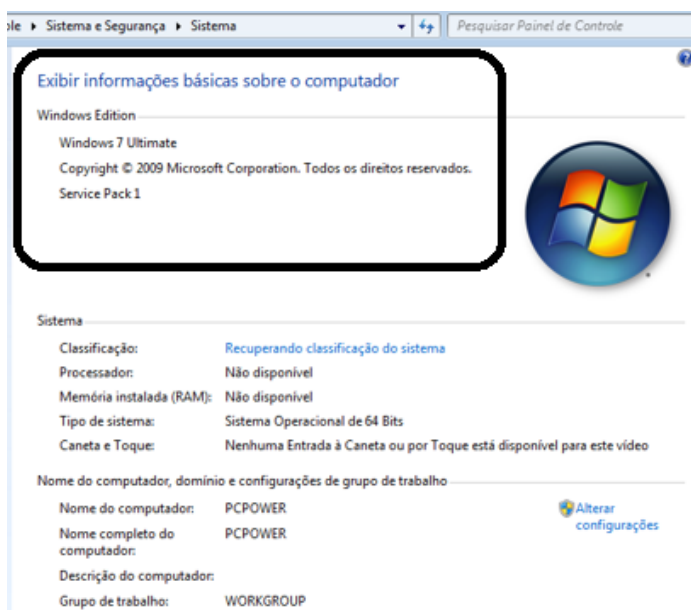 ole ▸ Sistema e Segurança ▸ Sistema Pesquisar Painel de Controle
Exibir informações básicas sobre o computador
Windows Edition
Windows 7 Ultimate
Copyright © 2009 Microsoft Corporation. Todos os direitos reservados.
Service Pack 1
Sistema
Classificação: Recuperando classificação do sistema
Processador: Não disponível
Memória instalada (RAM): Não disponível
Tipo de sistema: Sistema Operacional de 64 Bits
Caneta e Toque: Nenhuma Entrada à Caneta ou por Toque está disponível para este vídeo
Nome do computador, domínio e configurações de grupo de trabalho
Nome do computador: PCPOWER Alterar
configurações
Nome completo do PCPOWER
computador:
Descrição do computador:
Grupo de trabalho: WORKGROUP